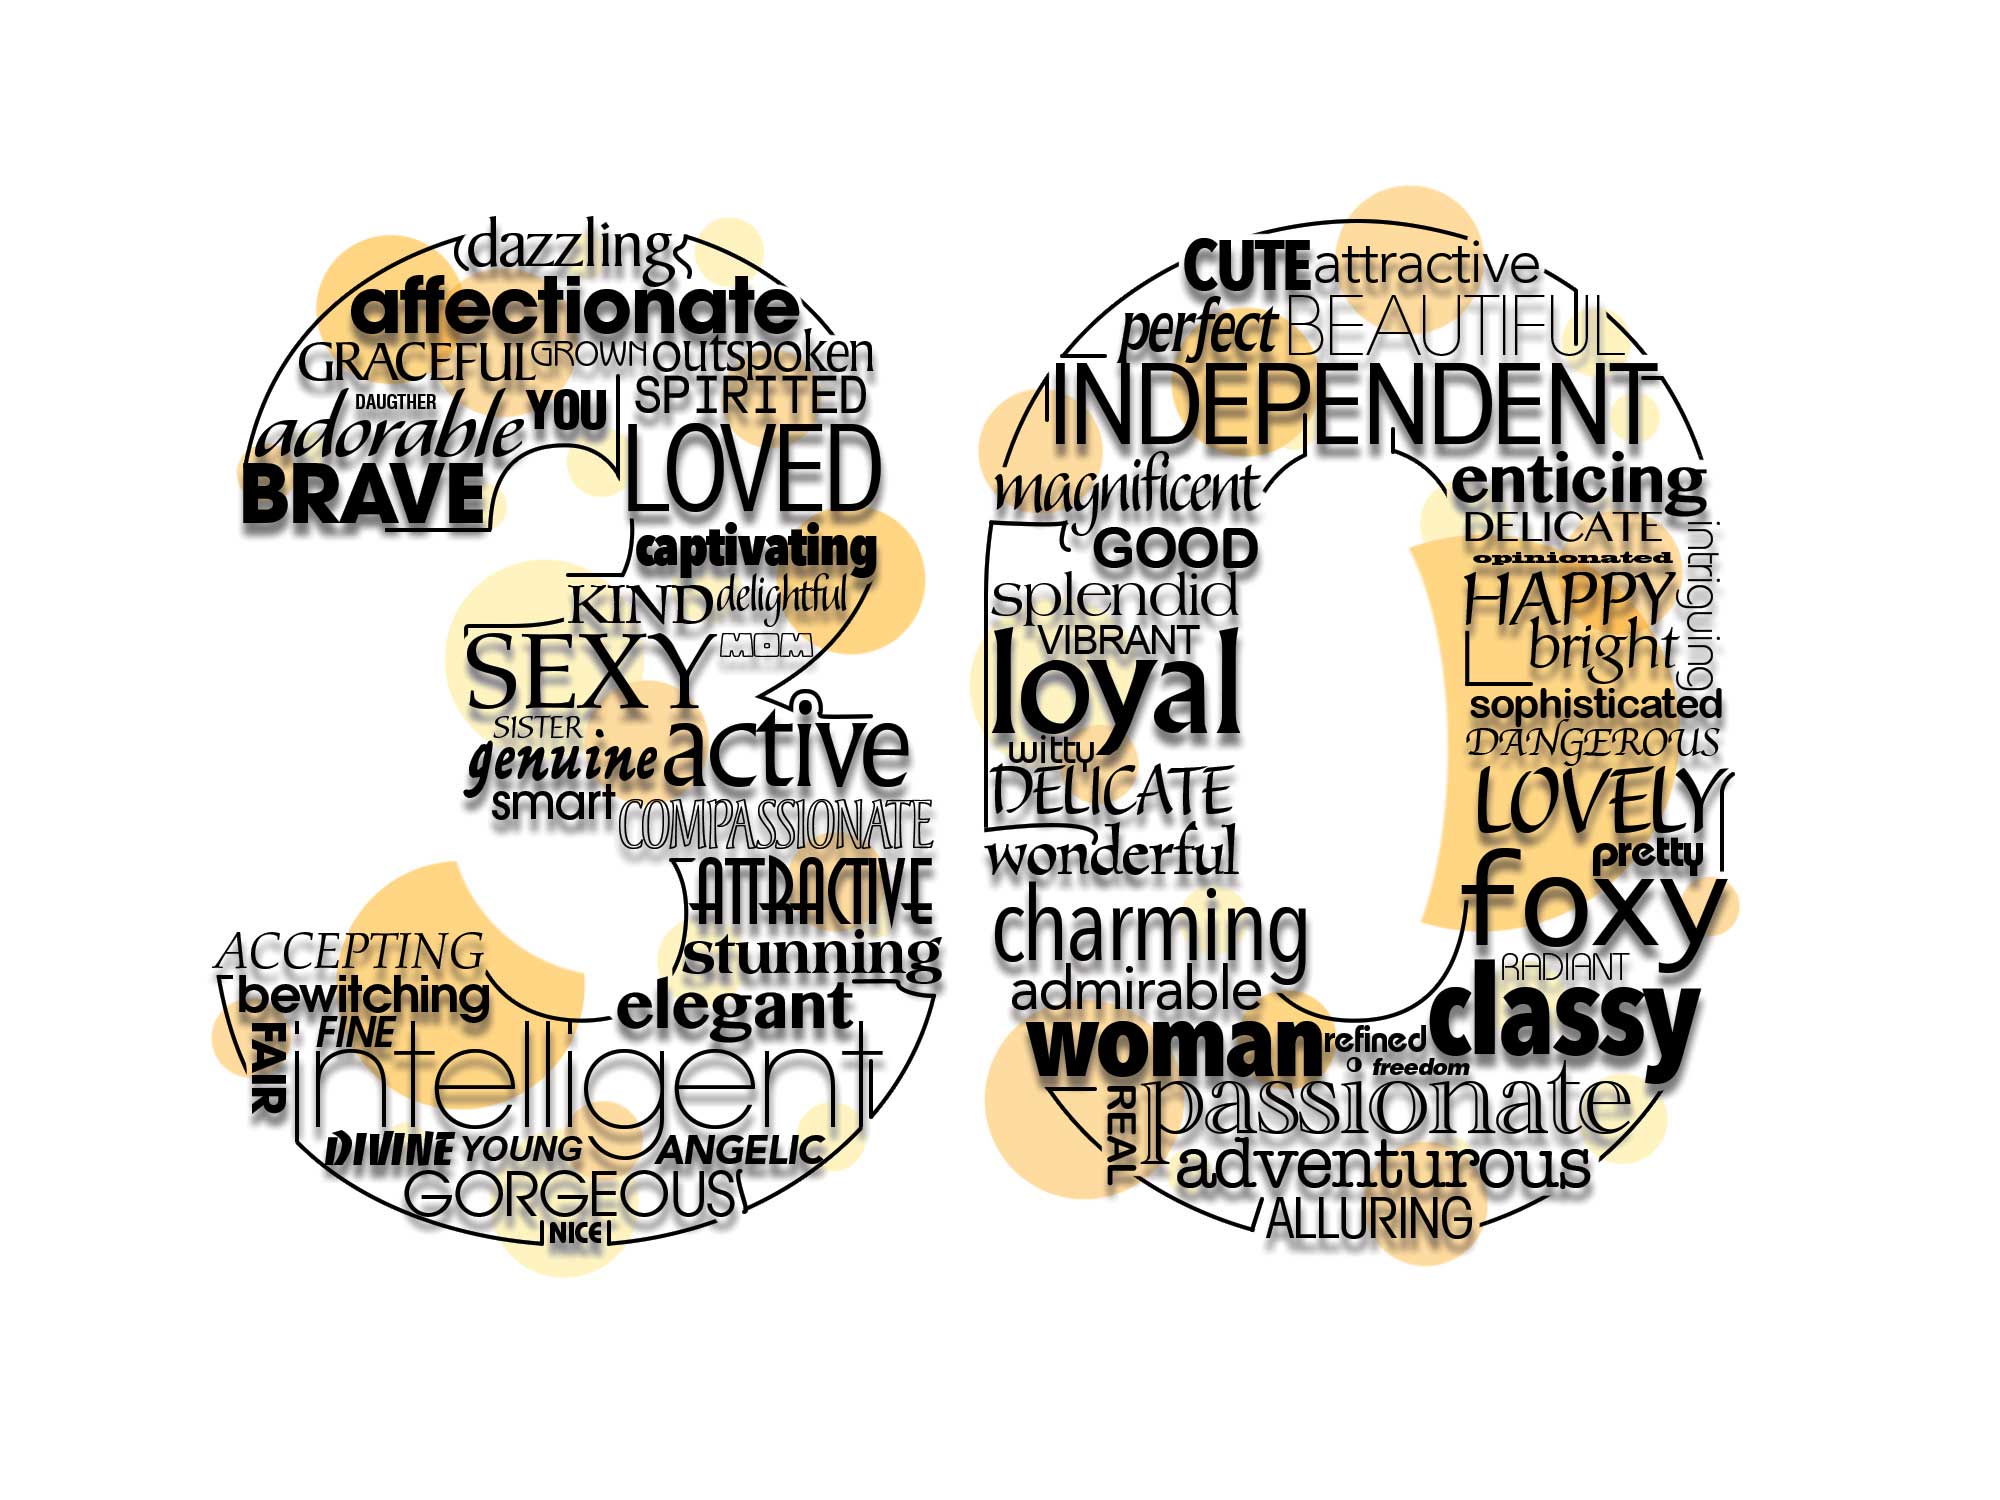 dazzling
affectionate
GRACEFUL GROWN outspoken
SPIRITED
DAUGTHER YOU
adorable
LOVED
BRAVE
captivating
KIND delightful
SEXY MOM
SISTER
genuine active
smart COMPASSIONATE
ATTRACTIVE
stunning
ACCEPTING
bewitching elegant
FINE
FAIR
intelligent
DIVINE YOUNG ANGELIC
GORGEOUS
NICE
CUTE attractive
perfect BEAUTIFUL
INDEPENDENT
magnificent
GOOD
splendid
VIBRANT
loyal
witty
DELICATE
wonderful
enticing
DELICATE
opinionated
intriguing
HAPPY
bright
sophisticated
DANGEROUS
LOVELY
pretty
foxy
charming
RADIANT
admirable
classy
woman refined
freedom
passionate
REAL
adventurous
ALLURING